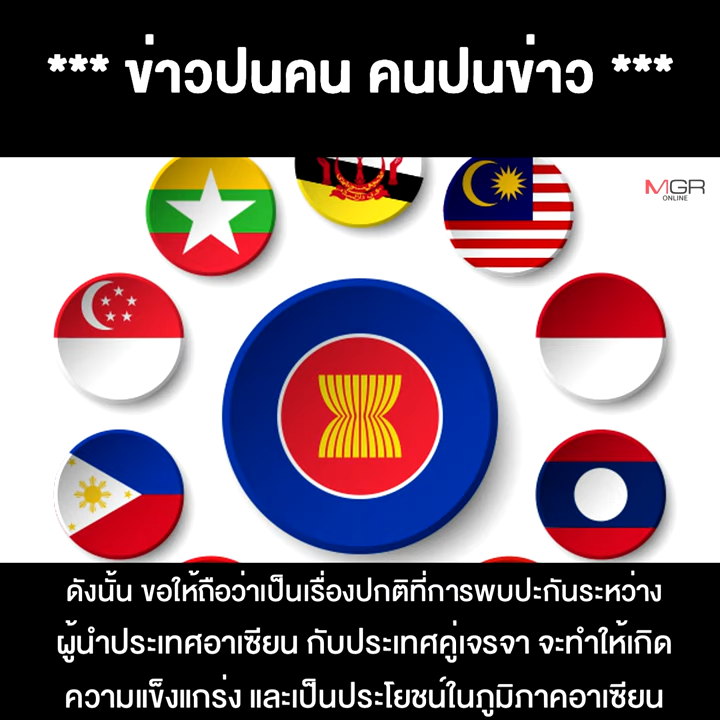 *** ข่าวปนคน คนปนข่าว ***
MGR
ONLINE
ดังนั้น ขอให้ถือว่าเป็นเรื่องปกติที่การพบปะกันระหว่าง
ผู้นำประเทศอาเซียน กับประเทศคู่เจรจา จะทำให้เกิด
ความแข็งแกร่ง และเป็นประโยชน์ในภูมิภาคอาเซียน